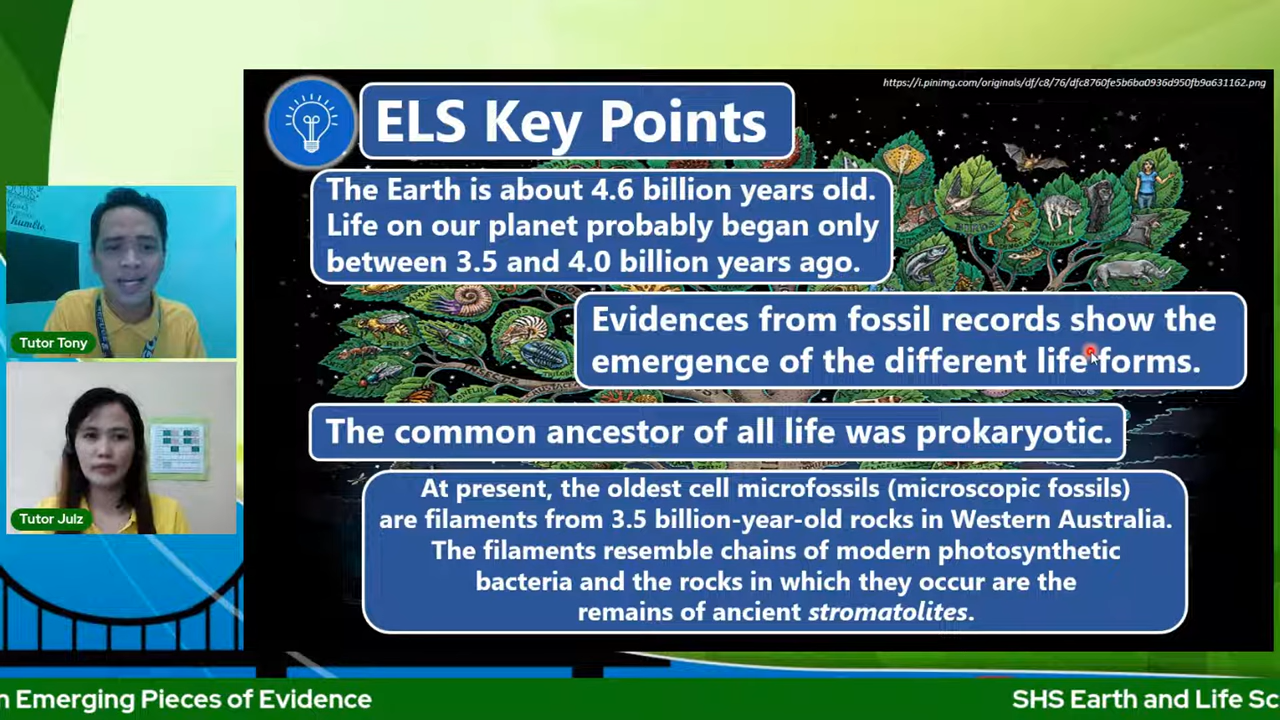 https://i.pinimg.com/originals/df/c8/76/dfc8760fe5b6ba0936d950fb9a631162.png
ELS Key Points
The Earth is about 4.6 billion years old.
Life on our planet probably began only
between 3.5 and 4.0 billion years ago.
Evidences from fossil records show the
emergence of the different life forms.
The common ancestor of all life was prokaryotic.
At present, the oldest cell microfossils (microscopic fossils)
are filaments from 3.5 billion-year-old rocks in Western Australia.
The filaments resemble chains of modern photosynthetic
bacteria and the rocks in which they occur are the
remains of ancient stromatolites.
humble.
Tutor Tony
Tutor Julz
n Emerging Pieces of Evidence
SHS Earth and Life Sc